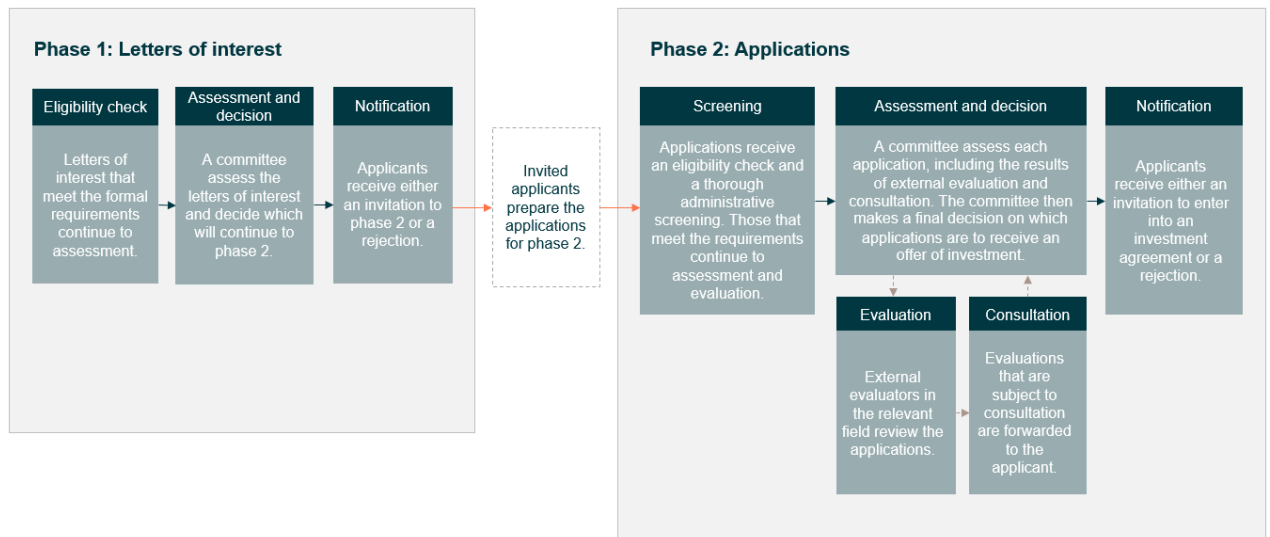 Phase 1: Letters of interest
Eligibility check
Letters of
interest that
meet the formal
requirements
continue to
assessment.
Assessment and
decision
A committee
assess the
letters of interest
and decide which
will continue to
phase 2.
Notification
Applicants
receive either
an invitation to
phase 2 or a
rejection.
Invited
applicants
prepare the
applications
for phase 2.
Phase 2: Applications
Screening
Applications receive
an eligibility check and
a thorough
administrative
screening. Those that
meet the requirements
continue to
assessment and
evaluation.
Assessment and decision
A committee assess each
application, including the results
of external evaluation and
consultation. The committee then
makes a final decision on which
applications are to receive an
offer of investment.
Evaluation
External
evaluators in
the relevant
field review the
applications.
Consultation
Evaluations
that are
subject to
consultation
are forwarded
to the
applicant.
Notification
Applicants
receive either an
invitation to enter
into an
investment
agreement or a
rejection.